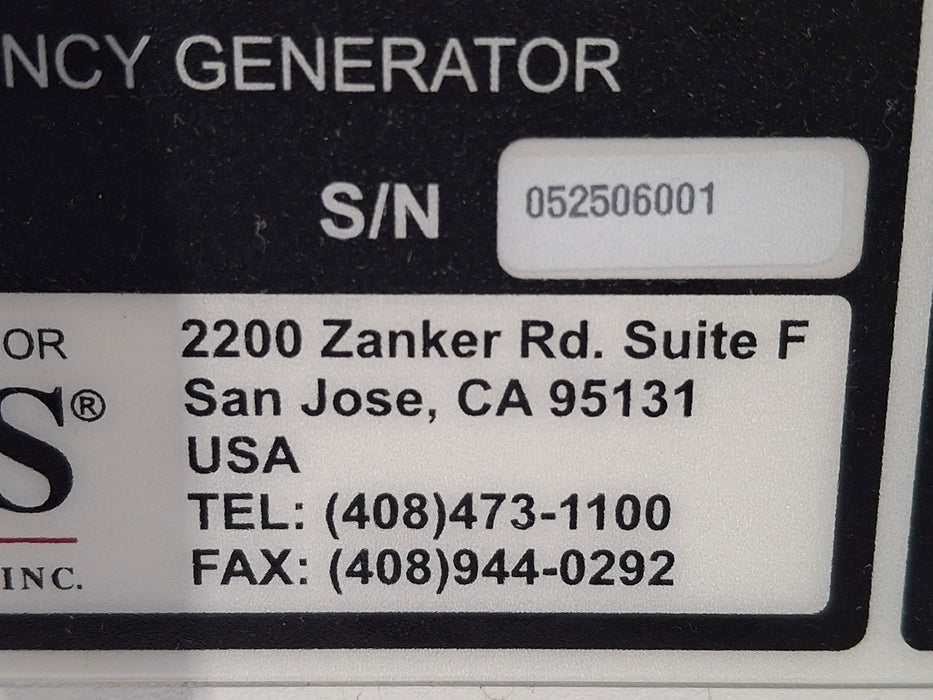 NCY GENERATOR
S/N 052506001
OR
S®
INC.
2200 Zanker Rd. Suite F
San Jose, CA 95131
USA
TEL: (408)473-1100
FAX: (408)944-0292